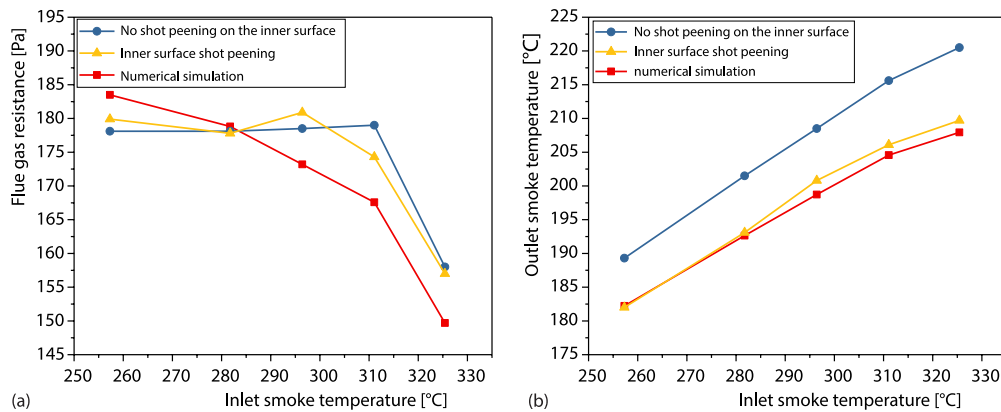 Flue gas resistance [Pa]
195
190
185
180
175
170
165
160
155
150
145
No shot peening on the inner surface
Inner surface shot peening
Numerical simulation
250 260 270 280 290 300 310 320 330
(a)
Inlet smoke temperature [°C]
Outlet smoke temperature [°C]
225
220
215
210
205
200
195
190
185
180
175
No shot peening on the inner surface
Inner surface shot peening
numerical simulation
250 260 270 280 290 300 310 320 330
(b)
Inlet smoke temperature [°C]